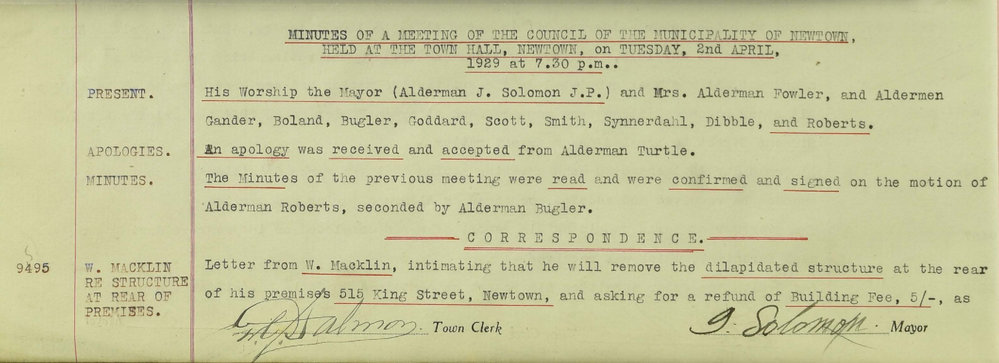 MINUTES OF A MEETING OF THE COUNCIL OF THE MUNICIPALITY OF NEWTOWN,
HELD AT THE TOWN HALL, NEWTOWN, on TUESDAY, 2nd APRIL,
1929 at 7.30 p.m..
PRESENT. His Worship the Mayor (Alderman J. Solomon J.P.) and Mrs. Alderman Fowler, and Aldermen
Gander, Boland, Bugler, Goddard, Scott, Smith, Synnerdahl, Dibble, and Roberts.
APOLOGIES. An apology was received and accepted from Alderman Turtle.
MINUTES. The Minutes of the previous meeting were read and were confirmed and signed on the motion of
Alderman Roberts, seconded by Alderman Bugler.
CORRESPONDENCE.
9495 W. MACKLIN Letter from W. Macklin, intimating that he will remove the dilapidated structure at the rear
RE STRUCTURE
AT REAR OF of his premises 515 King Street, Newtown, and asking for a refund of Building Fee, 5/-, as
PREMISES.
Salmon. Town Clerk J. Solomon. Mayor